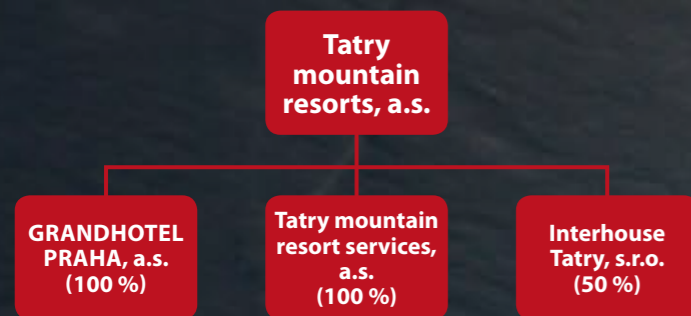 Tatry
mountain
resorts, a.s.
GRANDHOTEL
PRAHA, a.s.
(100 %)
Tatry mountain
resort services,
a.s.
(100 %)
Interhouse
Tatry, s.r.o.
(50 %)